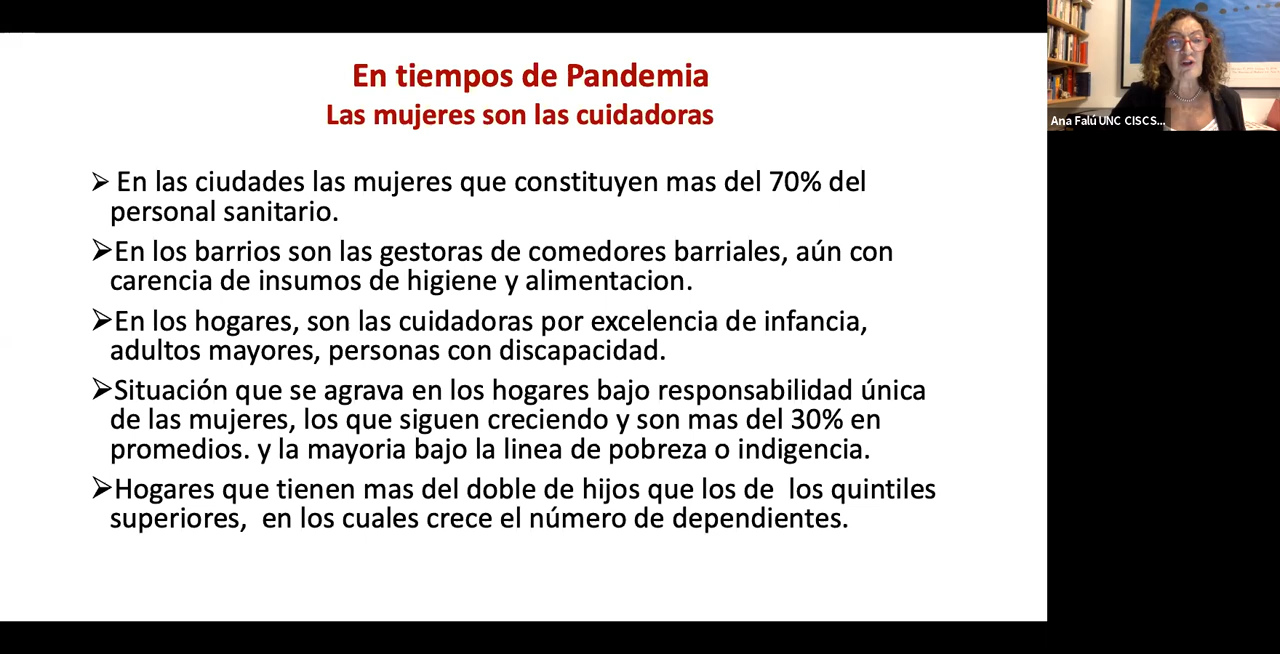 En tiempos de Pandemia
Las mujeres son las cuidadoras
➢ En las ciudades las mujeres que constituyen mas del 70% del
personal sanitario.
➢En los barrios son las gestoras de comedores barriales, aún con
carencia de insumos de higiene y alimentacion.
➢En los hogares, son las cuidadoras por excelencia de infancia,
adultos mayores, personas con discapacidad.
➢Situación que se agrava en los hogares bajo responsabilidad única
de las mujeres, los que siguen creciendo y son mas del 30% en
promedios. y la mayoria bajo la linea de pobreza o indigencia.
➢Hogares que tienen mas del doble de hijos que los de  los quintiles
superiores,  en los cuales crece el número de dependientes.
Ana Falú UNC CISCS...